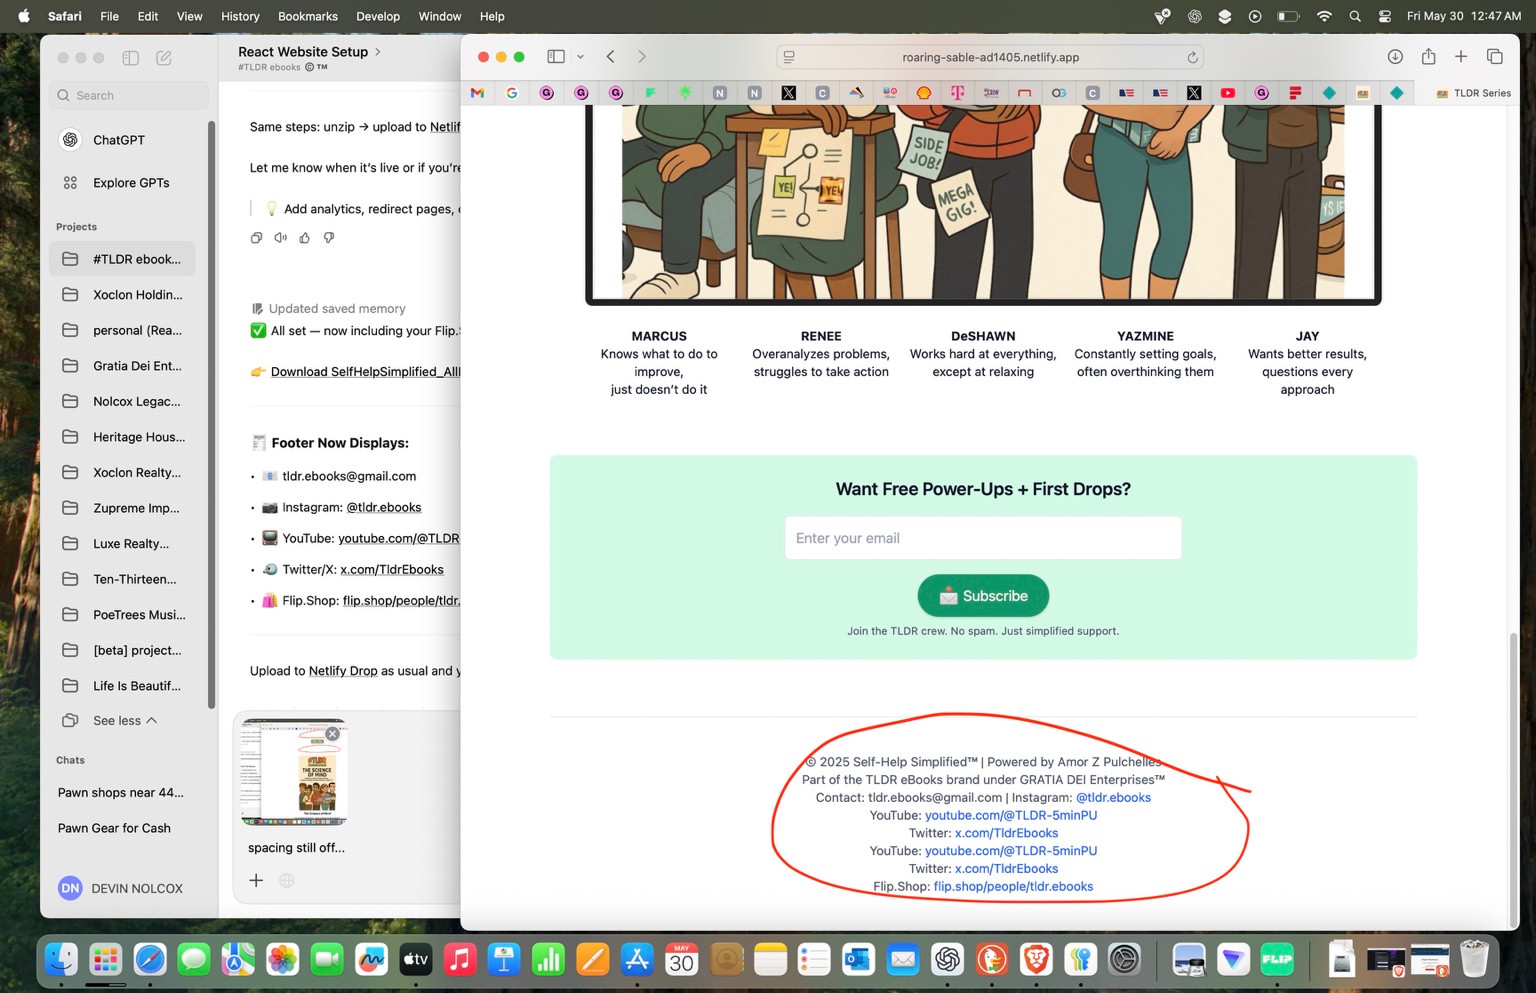 Safari File Edit View History Bookmarks Develop Window Help
Fri May 30 12:47 AM
Search
ChatGPT
Explore GPTs
Projects
#TLDR ebook...
Xoclon Holdin...
personal (Rea...
Gratia Dei Ent...
Nolcox Legac...
Heritage Hous...
Xoclon Realty...
Zupreme Imp...
Luxe Realty...
Ten-Thirteen...
PoeTrees Musi...
[beta] project...
Life Is Beautif...
See less
Chats
Pawn shops near 44...
Pawn Gear for Cash
DN DEVIN NOLCOX
React Website Setup >
#TLDR ebooks ©™
Same steps: unzip → upload to Netlif
Let me know when it's live or if you're
💡 Add analytics, redirect pages,
Updated saved memory
✅ All set — now including your Flip.S
👉 Download SelfHelpSimplified_All
Footer Now Displays:
• 📧 tldr.ebooks@gmail.com
• 📷 Instagram: @tldr.ebooks
• 📺 YouTube: youtube.com/@TLDR
• 🐦 Twitter/X: x.com/TldrEbooks
• 🛍️ Flip.Shop: flip.shop/people/tldr.
Upload to Netlify Drop as usual and y
#TLDR
THE SCIENCE OF MIND
spacing still off...
roaring-sable-ad1405.netlify.app
TLDR Series
YE!
YE!
SIDE JOB!
MEGA GIG!
MARCUS
Knows what to do to
improve,
just doesn't do it
RENEE
Overanalyzes problems,
struggles to take action
DeSHAWN
Works hard at everything,
except at relaxing
YAZMINE
Constantly setting goals,
often overthinking them
JAY
Wants better results,
questions every
approach
Want Free Power-Ups + First Drops?
Enter your email
📩 Subscribe
Join the TLDR crew. No spam. Just simplified support.
© 2025 Self-Help Simplified™ | Powered by Amor Z Pulchelles
Part of the TLDR eBooks brand under GRATIA DEI Enterprises™
Contact: tldr.ebooks@gmail.com | Instagram: @tldr.ebooks
YouTube: youtube.com/@TLDR-5minPU
Twitter: x.com/TldrEbooks
YouTube: youtube.com/@TLDR-5minPU
Twitter: x.com/TldrEbooks
Flip.Shop: flip.shop/people/tldr.ebooks
tv
MAY
30
FLIP